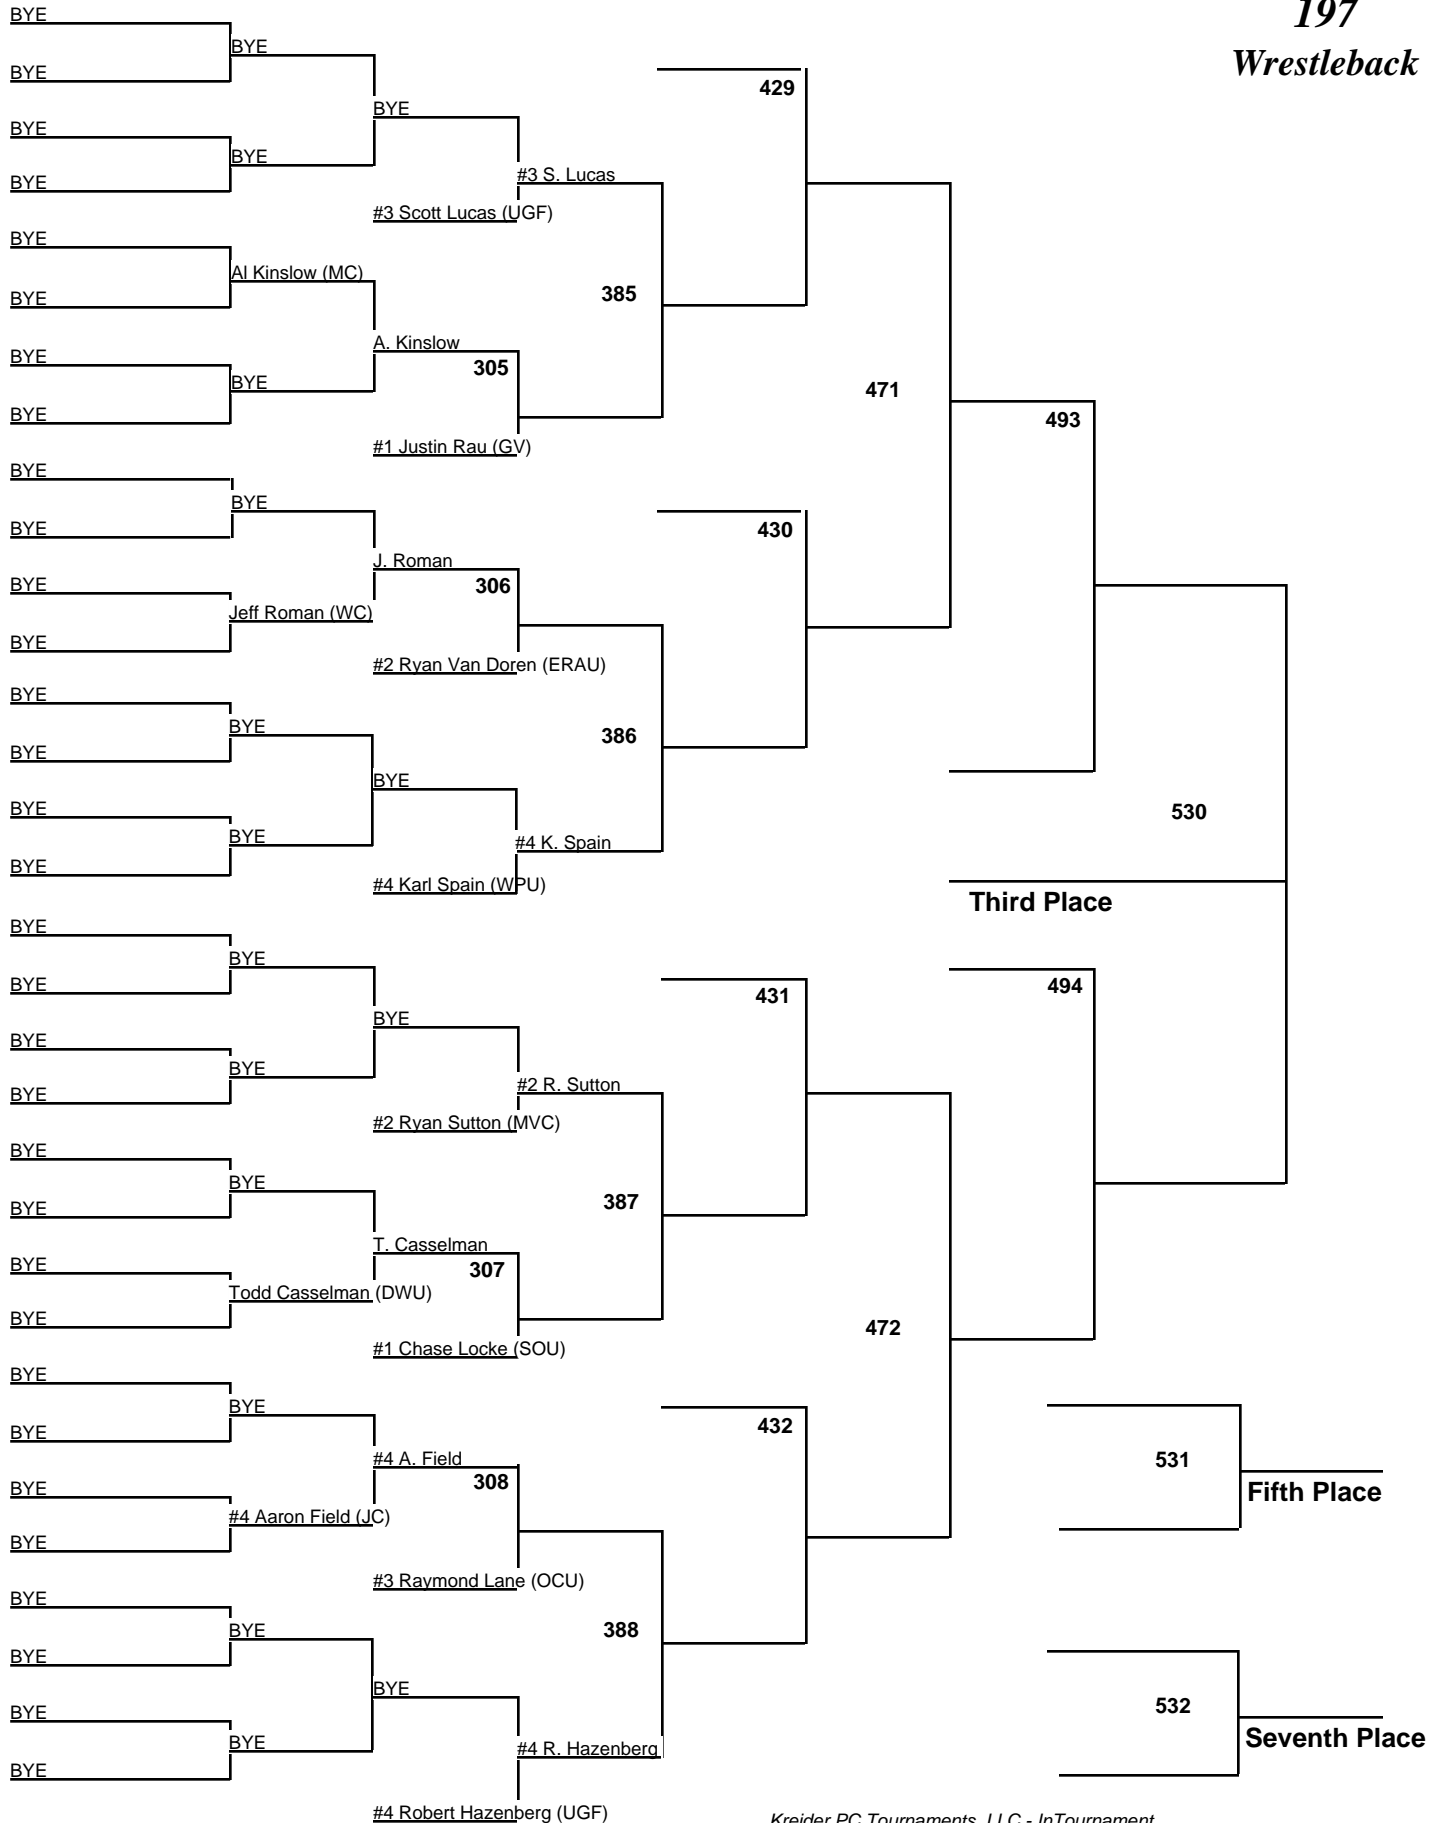 197
Wrestleback
BYE
BYE
BYE
BYE
BYE
BYE
BYE
#3 S. Lucas
#3 Scott Lucas (UGF)
429
BYE
Al Kinslow (MC)
BYE
385
A. Kinslow
305
BYE
BYE
BYE
#1 Justin Rau (GV)
471
493
BYE
BYE
BYE
J. Roman
306
430
BYE
Jeff Roman (WC)
BYE
#2 Ryan Van Doren (ERAU)
BYE
BYE
BYE
386
BYE
BYE
BYE
BYE
#4 K. Spain
#4 Karl Spain (WPU)
530
Third Place
BYE
BYE
BYE
431
494
BYE
BYE
BYE
BYE
#2 R. Sutton
#2 Ryan Sutton (MVC)
BYE
BYE
BYE
387
T. Casselman
307
BYE
Todd Casselman (DWU)
BYE
#1 Chase Locke (SOU)
472
BYE
BYE
BYE
432
#4 A. Field
308
BYE
#4 Aaron Field (JC)
BYE
#3 Raymond Lane (OCU)
531
Fifth Place
BYE
BYE
BYE
388
BYE
BYE
BYE
BYE
#4 R. Hazenberg
#4 Robert Hazenberg (UGF)
532
Seventh Place
Kreider PC Tournaments, LLC - InTournament